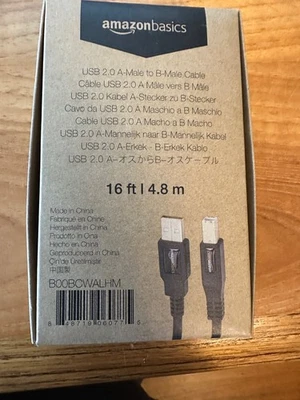 amazonbasics
USB 2.0 A-Male to B-Male Cable
Câble USB 2.0 A Mâle vers B Mâle
USB 2.0 Kabel A-Stecker zu B-Stecker
Cavo da USB 2.0 A Maschio a B Maschio
Cable USB 2.0 A Macho a B Macho
USB 2.0 A-Mannelijk naar B-Mannelijk Kabel
USB 2.0 A-Erkek - B-Erkek Kablo
USB 2.0 A-オスからB-オスケーブル
16 ft | 4.8 m
Made in China
Fabriqué en Chine
Hergestellt in China
Prodotto in Cina
Hecho en China
Geproduceerd in China
Çin'de Üretilmiştir
中国製
B00BCWALHM